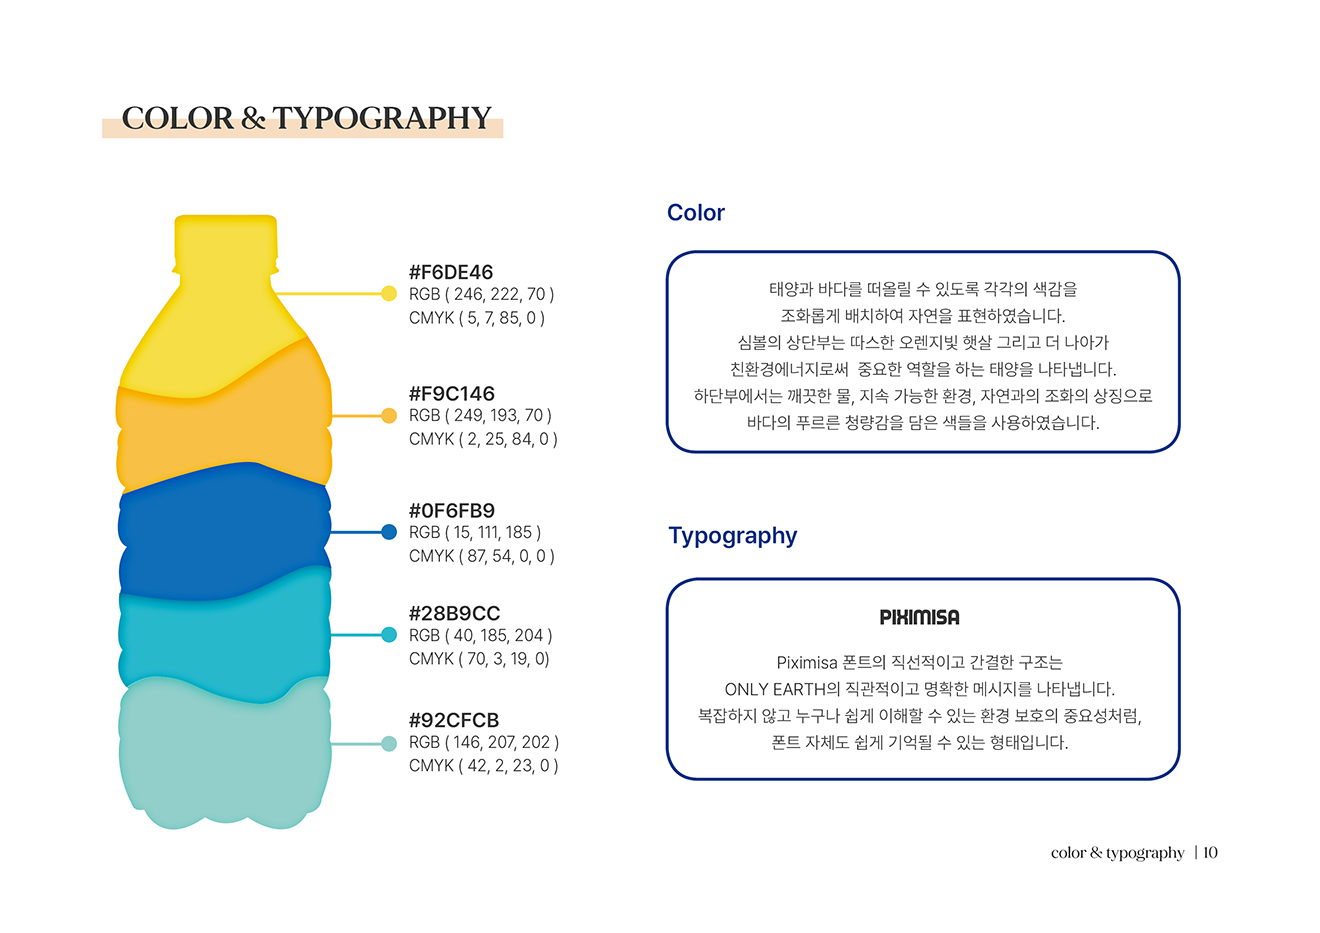 COLOR & TYPOGRAPHY
#F6DE46
RGB ( 246, 222, 70 )
CMYK ( 5, 7, 85, 0 )
#F9C146
RGB ( 249, 193, 70 )
CMYK ( 2, 25, 84, 0 )
#0F6FB9
RGB ( 15, 111, 185 )
CMYK ( 87, 54, 0, 0 )
#28B9CC
RGB ( 40, 185, 204 )
CMYK ( 70, 3, 19, 0)
#92CFCB
RGB ( 146, 207, 202 )
CMYK ( 42, 2, 23, 0 )
Color
태양과 바다를 떠올릴 수 있도록 각각의 색감을
조화롭게 배치하여 자연을 표현하였습니다.
심볼의 상단부는 따스한 오렌지빛 햇살 그리고 더 나아가
친환경에너지로써 중요한 역할을 하는 태양을 나타냅니다.
하단부에서는 깨끗한 물, 지속 가능한 환경, 자연과의 조화의 상징으로
바다의 푸르른 청량감을 담은 색들을 사용하였습니다.
Typography
PIXIMISA
Piximisa 폰트의 직선적이고 간결한 구조는
ONLY EARTH의 직관적이고 명확한 메시지를 나타냅니다.
복잡하지 않고 누구나 쉽게 이해할 수 있는 환경 보호의 중요성처럼,
폰트 자체도 쉽게 기억될 수 있는 형태입니다.
color & typography | 10